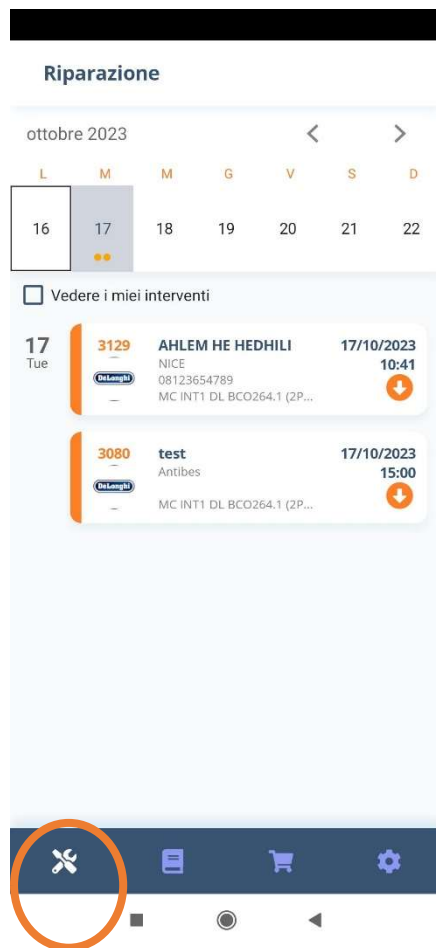 Riparazione
ottobre 2023
L M M G V S D
16 17 18 19 20 21 22
Vedere i miei interventi
17
Tue
3129 AHLEM HE HEDHILI 17/10/2023
NICE 10:41
DeLonghi 08123654789
MC INT1 DL BCO264.1 (2P...
3080 test 17/10/2023
Antibes 15:00
DeLonghi
MC INT1 DL BCO264.1 (2P...